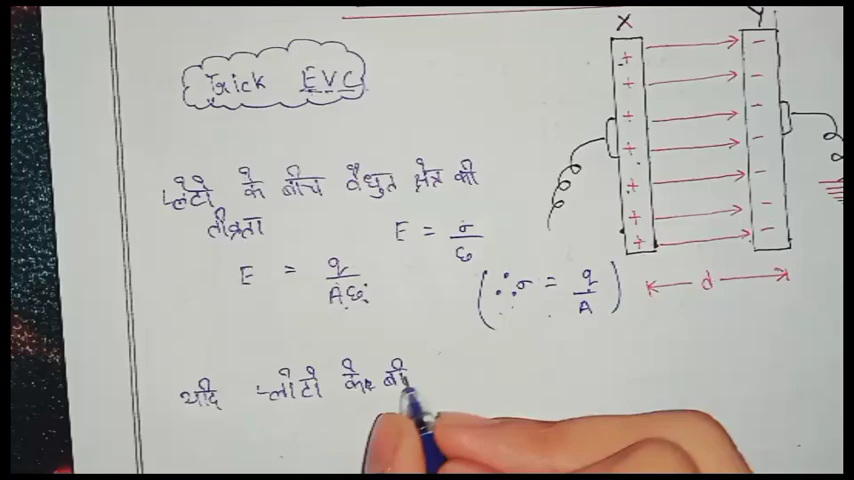 X Y
Trick EVC
प्लेटो के बीच वैधुत क्षेत्र की
तीव्रता E = σ/ε₀
E = q/Aε₀ (∵ σ = q/A)
d
यदि प्लेटो के बी